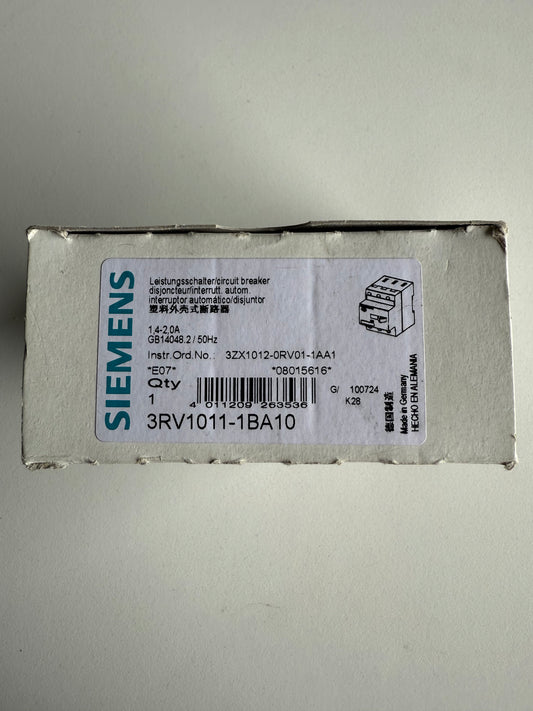 SIEMENS
Leistungsschalter/circuit breaker
disjoncteur/interrutt. autom.
interruptor automático/disjuntor
塑料外壳式断路器
1,4-2,0A
GB14048.2 / 50Hz
Instr.Ord.No.: 3ZX1012-0RV01-1AA1
*E07* *08015616*
Qty
1
4 011209 263536
G/ 100724
K28
3RV1011-1BA10
德国制造
Made in Germany
HECHO EN ALEMANIA